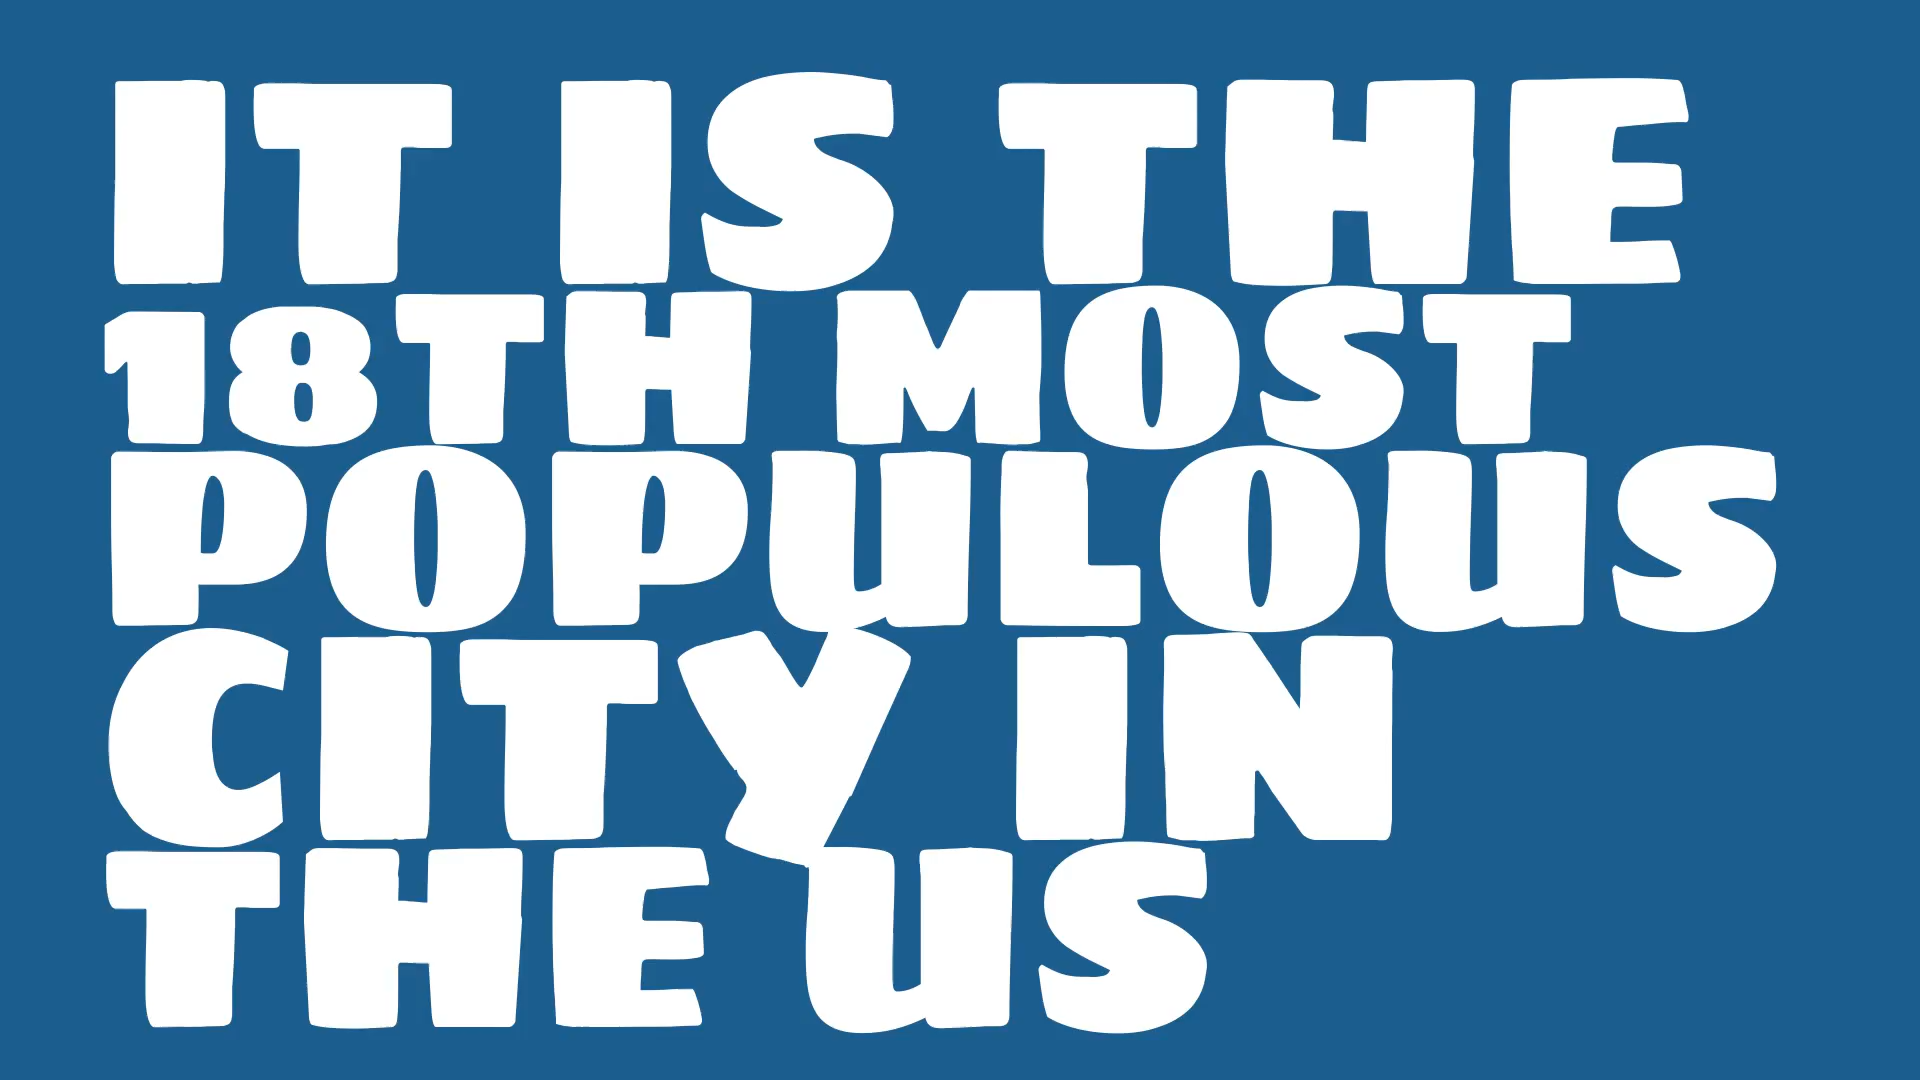 IT IS THE
18TH MOST
POPULOUS
CITY IN
THE US